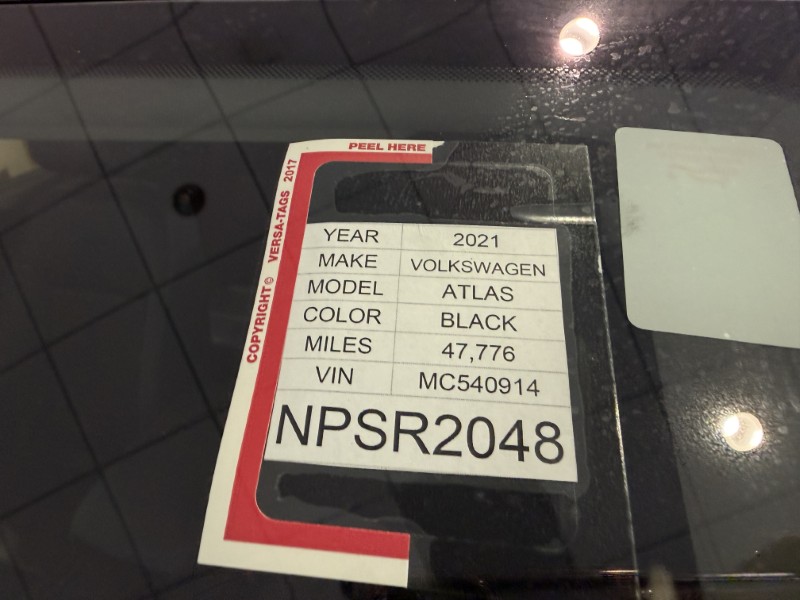 PEEL HERE
COPYRIGHT© VERSA-TAGS 2017
YEAR 2021
MAKE VOLKSWAGEN
MODEL ATLAS
COLOR BLACK
MILES 47,776
VIN MC540914
NPSR2048